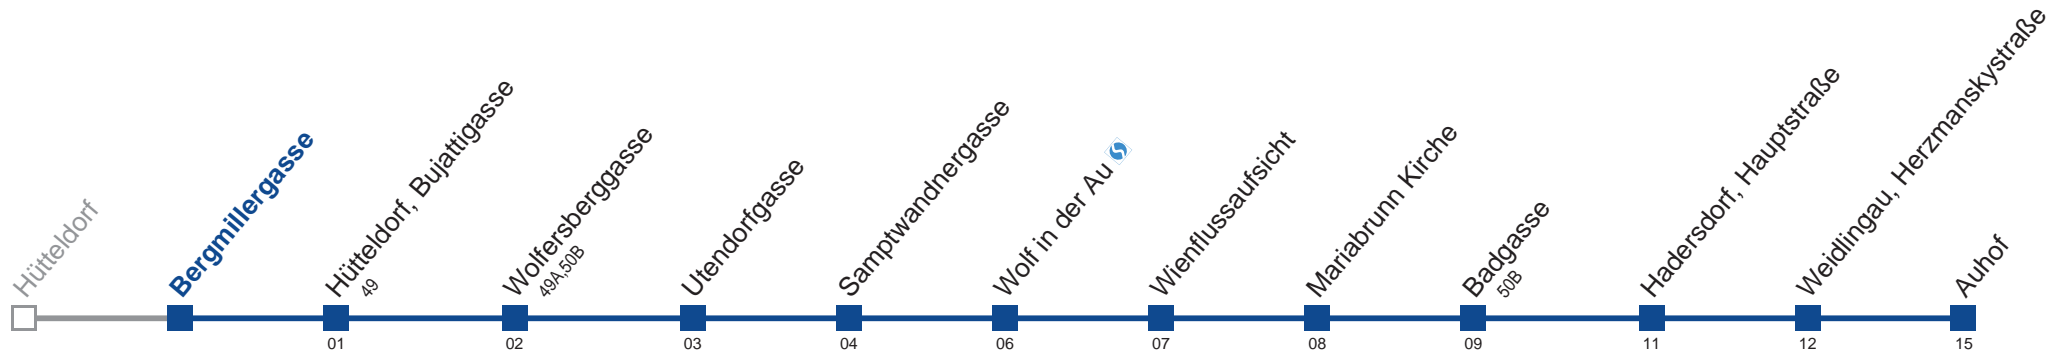 Hütteldorf
Bergmillergasse
Hütteldorf, Bujattigasse
49
Wolfersberggasse
49A,50B
Utendorfgasse
Samptwandnergasse
Wolf in der Au
Wienflussaufsicht
Mariabrunn Kirche
Badgasse
50B
Hadersdorf, Hauptstraße
Weidlingau, Herzmanskystraße
Auhof
01 02 03 04 06 07 08 09 11 12 15